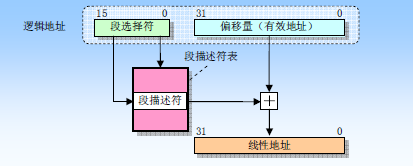 15 0 31 0
逻辑地址 段选择符 偏移量（有效地址）
段描述符表
段描述符 +
31 0
线性地址